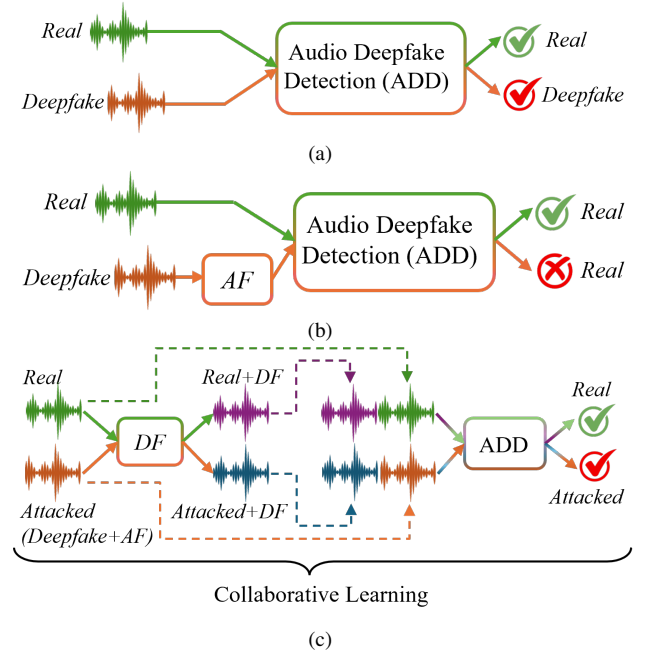 Real
Audio Deepfake
Detection (ADD)
Real
Deepfake
Deepfake
(a)
Real
Audio Deepfake
Detection (ADD)
Real
Deepfake
AF
Real
(b)
Real
Real+DF
Real
DF
ADD
Attacked
(Deepfake+AF)
Attacked+DF
Attacked
Collaborative Learning
(c)